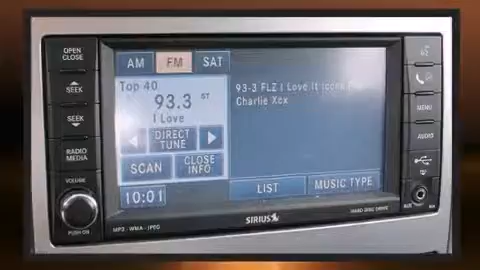 OPEN
CLOSE
SEEK
SEEK
RADIO
MEDIA
VOLUME
PUSH ON
AM
FM
SAT
Top 40
93.3 ST
I Love
DIRECT
TUNE
SCAN
CLOSE
INFO
10:01
93-3 FLZ I Love It
Charlie Xcx
LIST
MUSIC TYPE
MENU
AUDIO
MP3 - WMA - JPEG
SIRIUS
HARD DISC DRIVE